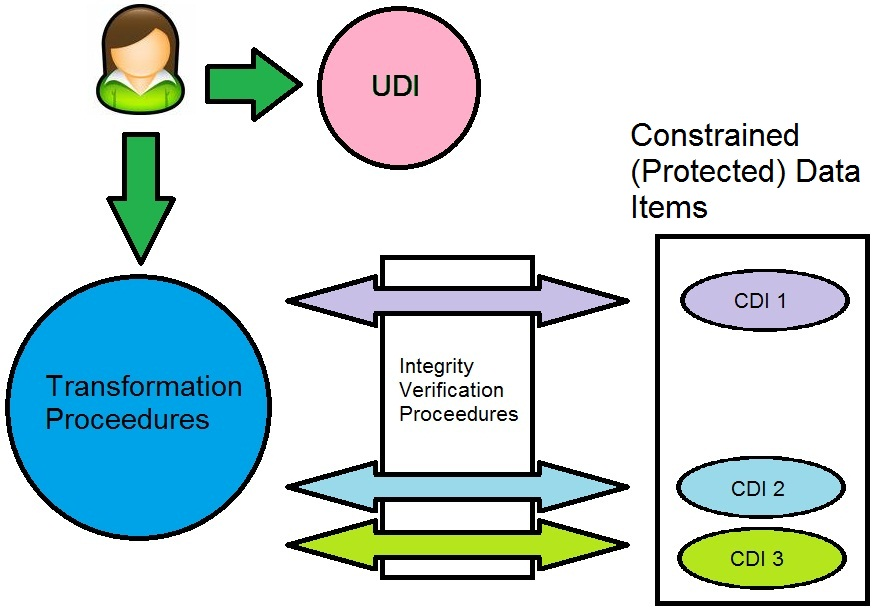 UDI
Constrained
(Protected) Data
Items
CDI 1
Transformation
Proceedures
Integrity
Verification
Proceedures
CDI 2
CDI 3